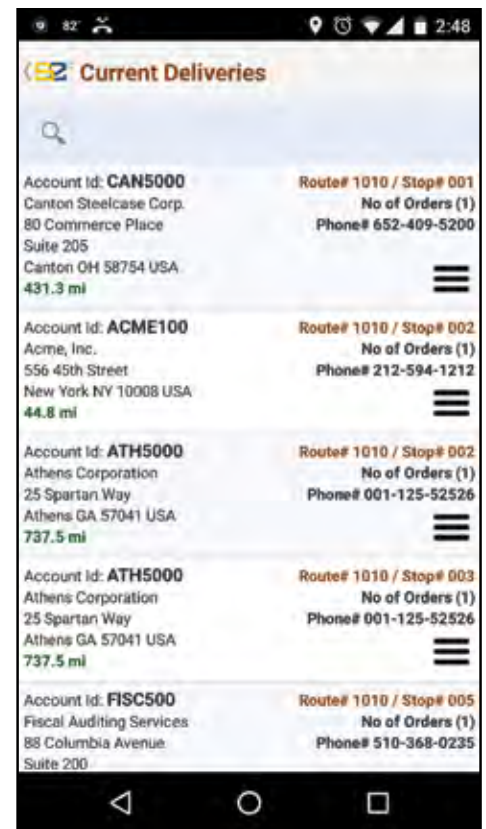 82° 2:48
Current Deliveries
Account Id: CAN5000 Route# 1010 / Stop# 001
Canton Steelcase Corp. No of Orders (1)
80 Commerce Place Phone# 652-409-5200
Suite 205
Canton OH 58754 USA
431.3 mi
Account Id: ACME100 Route# 1010 / Stop# 002
Acme, Inc. No of Orders (1)
556 45th Street Phone# 212-594-1212
New York NY 10008 USA
44.8 mi
Account Id: ATH5000 Route# 1010 / Stop# 002
Athens Corporation No of Orders (1)
25 Spartan Way Phone# 001-125-52526
Athens GA 57041 USA
737.5 mi
Account Id: ATH5000 Route# 1010 / Stop# 003
Athens Corporation No of Orders (1)
25 Spartan Way Phone# 001-125-52526
Athens GA 57041 USA
737.5 mi
Account Id: FISC500 Route# 1010 / Stop# 005
Fiscal Auditing Services No of Orders (1)
88 Columbia Avenue Phone# 510-368-0235
Suite 200